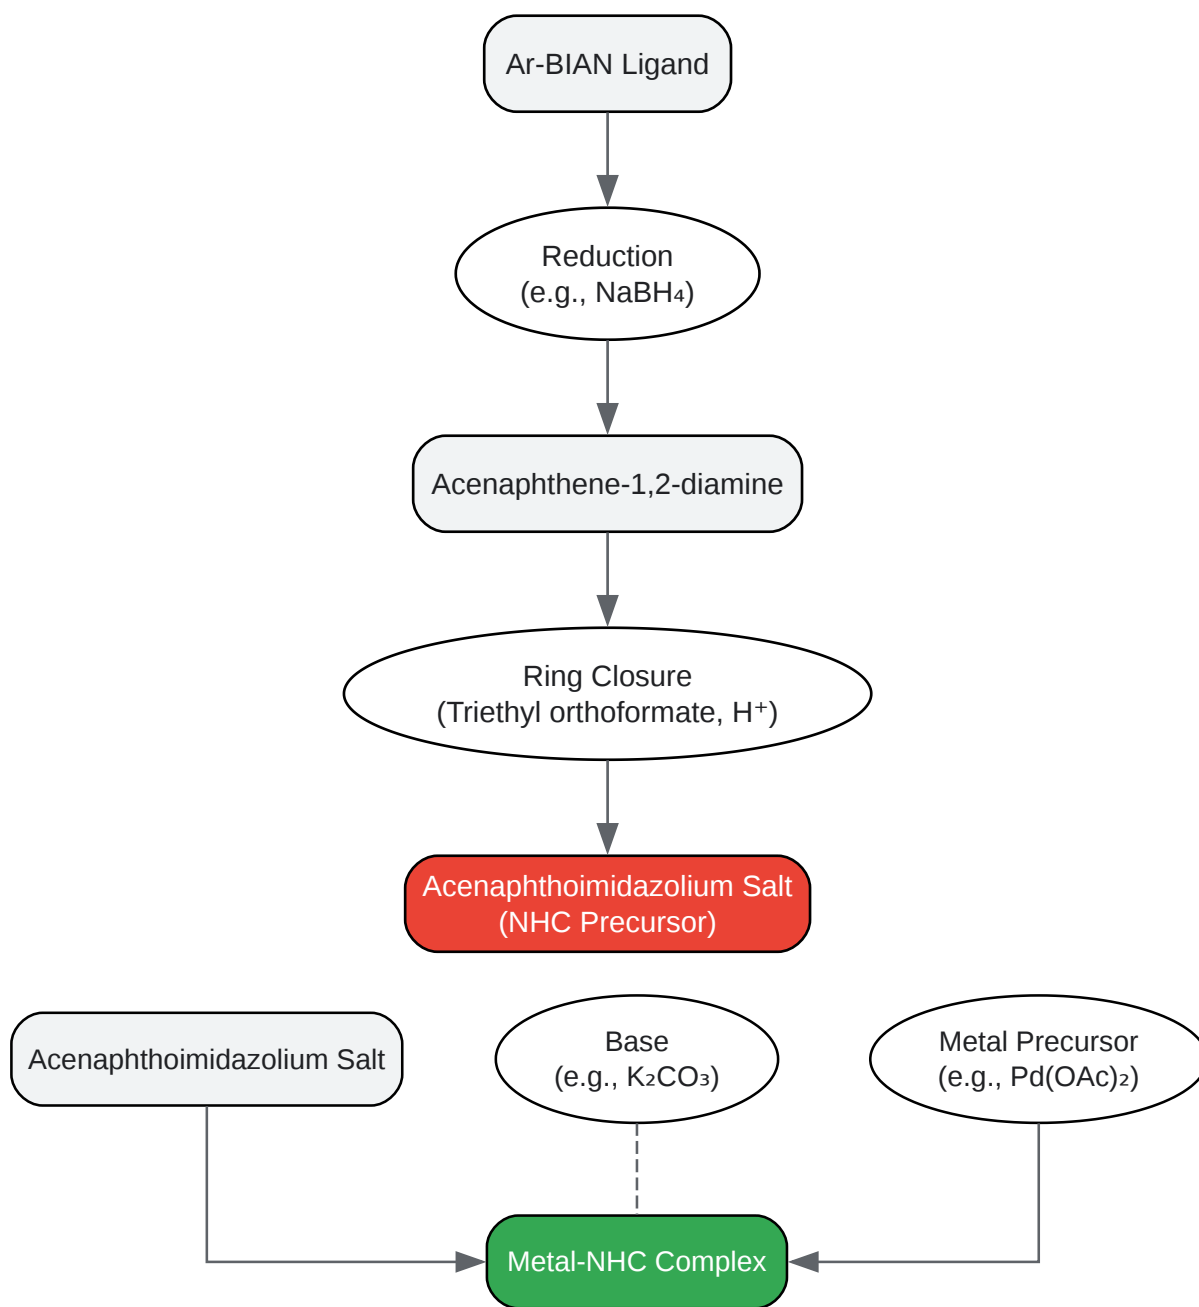 Ar-BIAN Ligand
Reduction
(e.g., NaBH₄)
Acenaphthene-1,2-diamine
Ring Closure
(Triethyl orthoformate, H⁺)
Acenaphthoimidazolium Salt
(NHC Precursor)
Acenaphthoimidazolium Salt
Base
(e.g., K₂CO₃)
Metal Precursor
(e.g., Pd(OAc)₂)
Metal-NHC Complex